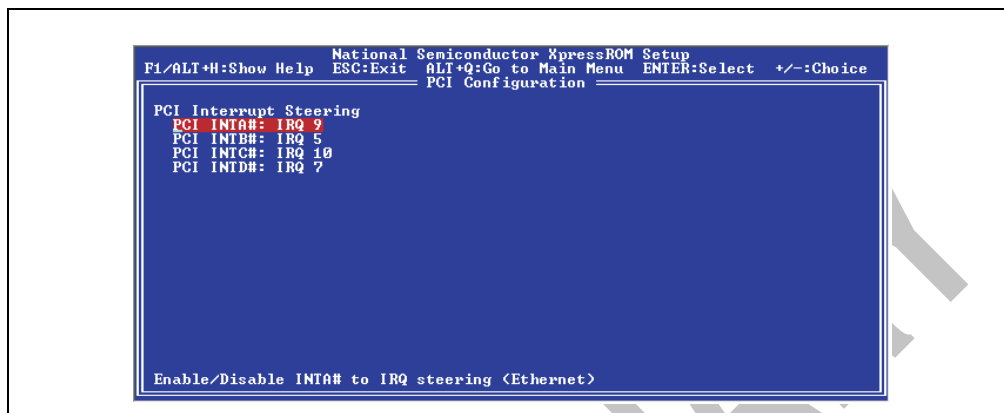 National Semiconductor XpressROM Setup
F1/ALT+H:Show Help ESC:Exit ALT+Q:Go to Main Menu ENTER:Select +/-:Choice
PCI Configuration
PCI Interrupt Steering
PCI INTA#: IRQ 9
PCI INTB#: IRQ 5
PCI INTC#: IRQ 10
PCI INTD#: IRQ 7
Enable/Disable INTA# to IRQ steering (Ethernet)